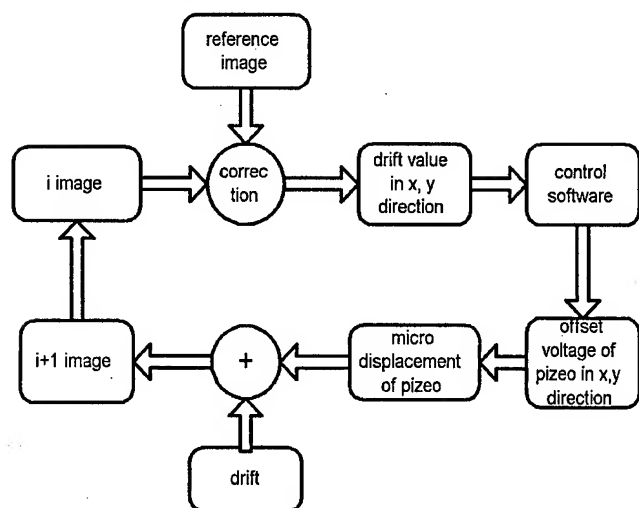 reference
image
i image
correc
tion
drift value
in x, y
direction
control
software
i+1 image
+
micro
displacement
of pizeo
offset
voltage of
pizeo in x,y
direction
drift